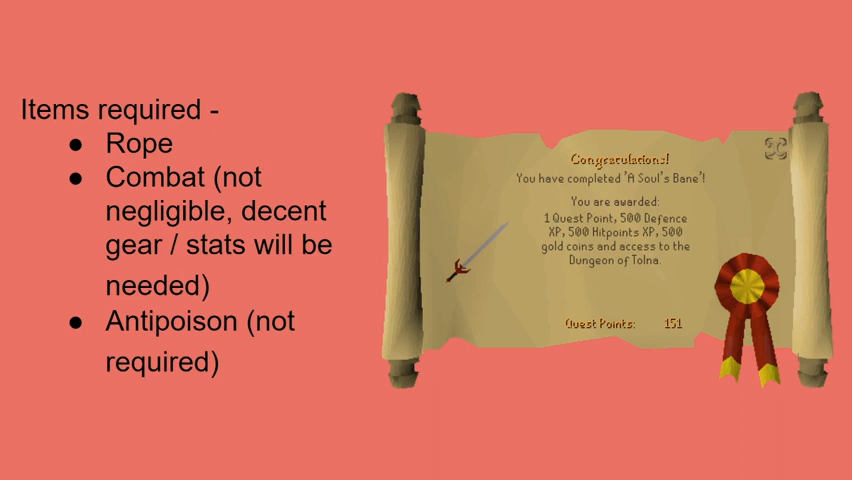 Items required -
● Rope
● Combat (not
negligible, decent
gear / stats will be
needed)
● Antipoison (not
required)
Congratulations!
You have completed 'A Soul's Bane'!
You are awarded:
1 Quest Point, 500 Defence
XP, 500 Hitpoints XP, 500
gold coins and access to the
Dungeon of Tolna.
Quest Points: 151